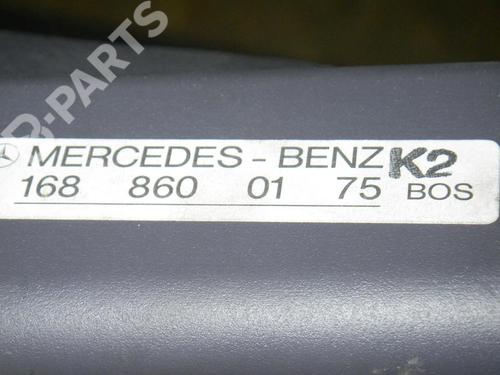 B-PARTS
MERCEDES - BENZ K2
168 860 01 75 BOS